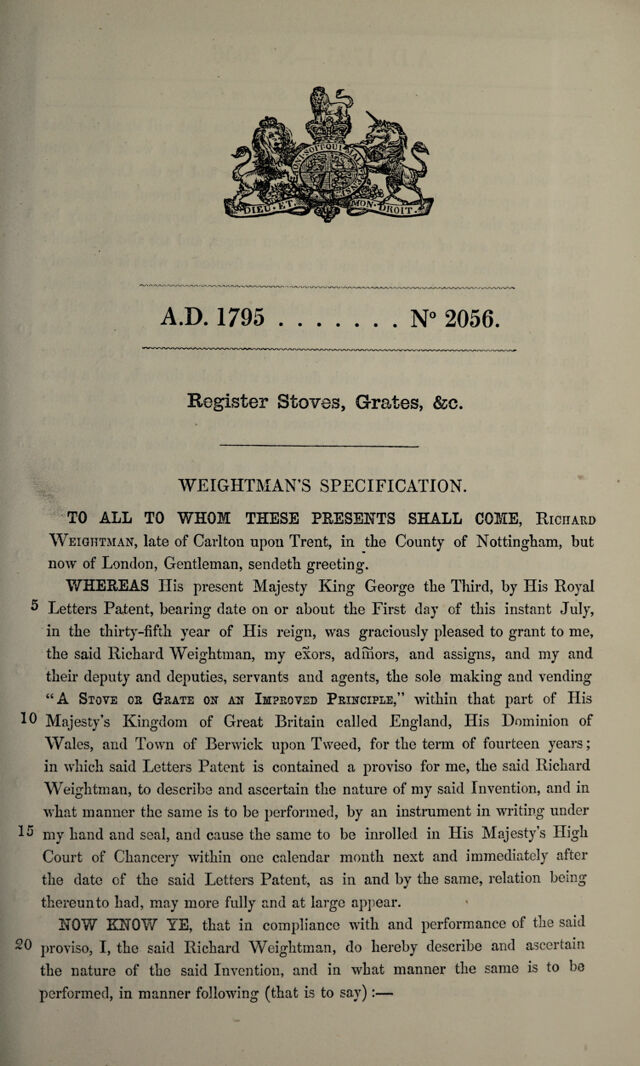 HONI SOIT QUI MAL
DIEU · ET MON · DROIT.
A.D. 1795 . . . . . . . N° 2056.
Register Stoves, Grates, &c.
WEIGHTMAN'S SPECIFICATION.
TO ALL TO WHOM THESE PRESENTS SHALL COME, RICHARD
WEIGHTMAN, late of Carlton upon Trent, in the County of Nottingham, but
now of London, Gentleman, sendeth greeting.
WHEREAS His present Majesty King George the Third, by His Royal
5 Letters Patent, bearing date on or about the First day of this instant July,
in the thirty-fifth year of His reign, was graciously pleased to grant to me,
the said Richard Weightman, my exōrs, adm̄ors, and assigns, and my and
their deputy and deputies, servants and agents, the sole making and vending
“A STOVE OR GRATE ON AN IMPROVED PRINCIPLE,” within that part of His
10 Majesty's Kingdom of Great Britain called England, His Dominion of
Wales, and Town of Berwick upon Tweed, for the term of fourteen years;
in which said Letters Patent is contained a proviso for me, the said Richard
Weightman, to describe and ascertain the nature of my said Invention, and in
what manner the same is to be performed, by an instrument in writing under
15 my hand and seal, and cause the same to be inrolled in His Majesty's High
Court of Chancery within one calendar month next and immediately after
the date of the said Letters Patent, as in and by the same, relation being
thereunto had, may more fully and at large appear.
NOW KNOW YE, that in compliance with and performance of the said
20 proviso, I, the said Richard Weightman, do hereby describe and ascertain
the nature of the said Invention, and in what manner the same is to be
performed, in manner following (that is to say) :—